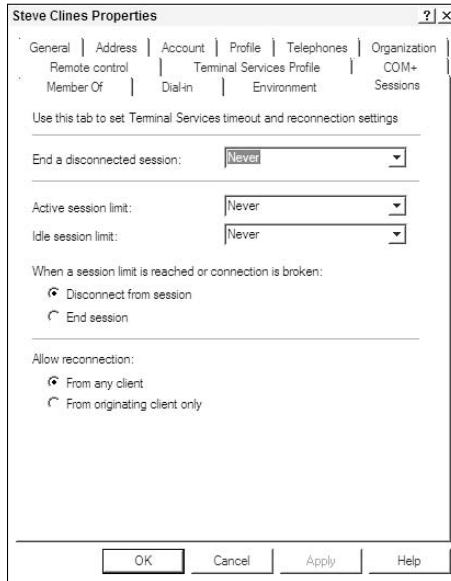 Steve Clines Properties
General Address Account Profile Telephones Organization
Remote control Terminal Services Profile COM+
Member Of Dial-in Environment Sessions
Use this tab to set Terminal Services timeout and reconnection settings
End a disconnected session: Never
Active session limit: Never
Idle session limit: Never
When a session limit is reached or connection is broken:
Disconnect from session
End session
Allow reconnection:
From any client
From originating client only
OK Cancel Apply Help